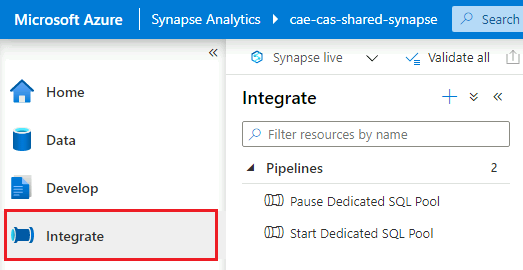 Microsoft Azure Synapse Analytics cae-cas-shared-synapse Search
Synapse live Validate all
Home
Integrate
Data
Filter resources by name
Pipelines 2
Develop
Pause Dedicated SQL Pool
Integrate
Start Dedicated SQL Pool